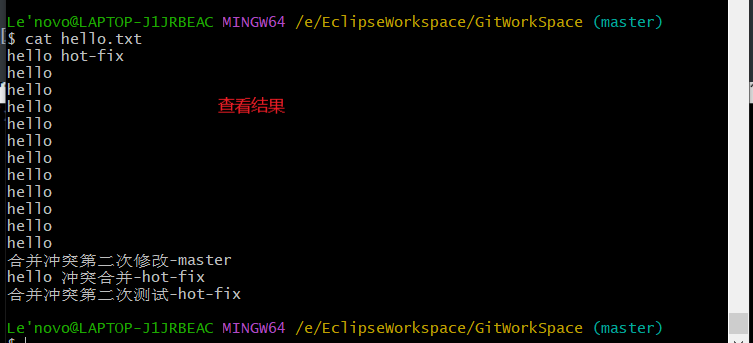 Le'novo@LAPTOP-J1JRBEAC MINGW64 /e/EclipseWorkspace/GitWorkSpace (master)
$ cat hello.txt
hello hot-fix
hello
hello
hello 查看结果
hello
hello
hello
hello
hello
hello
hello
hello
合并冲突第二次修改-master
hello 冲突合并-hot-fix
合并冲突第二次测试-hot-fix
Le'novo@LAPTOP-J1JRBEAC MINGW64 /e/EclipseWorkspace/GitWorkSpace (master)
$